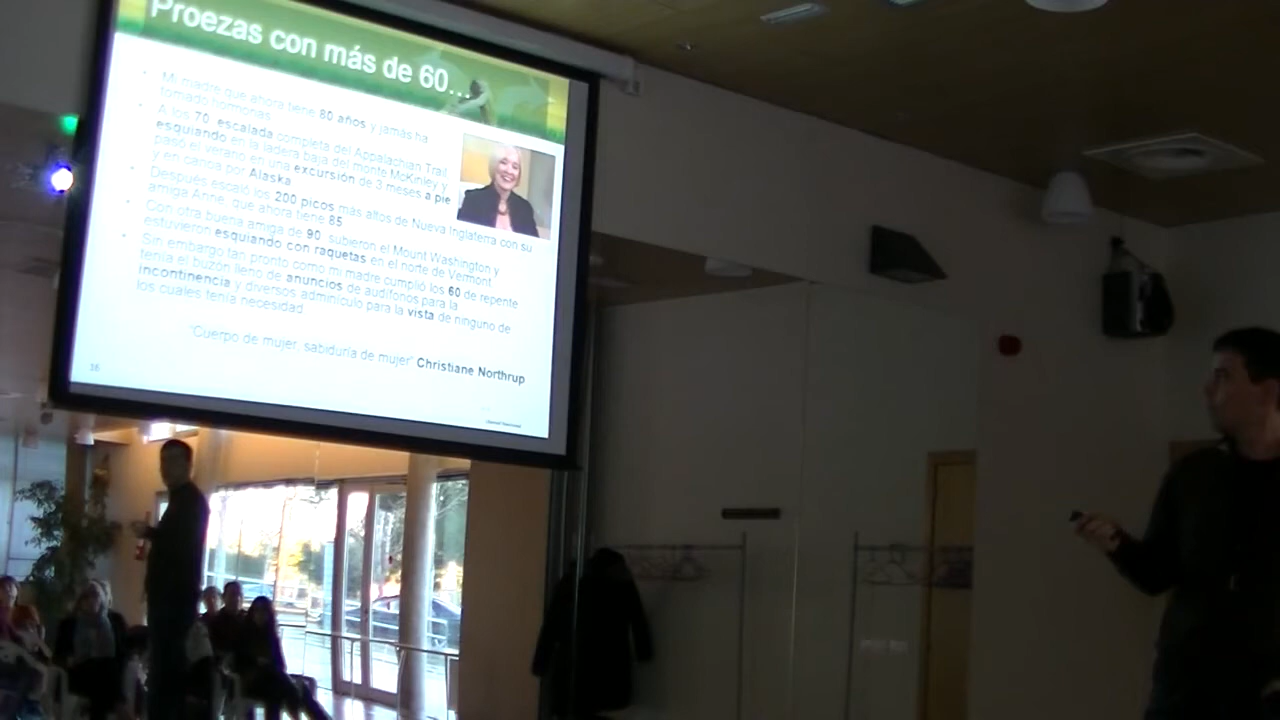 Proezas con más de 60...
Mi madre que ahora tiene 80 años y jamás ha
tomado hormonas
A los 70 escalada completa del Appalachian Trail
esquiando en la ladera baja del monte McKinley y
pasó el verano en una excursión de 3 meses a pie
y en canoa por Alaska
Después escaló los 200 picos más altos de Nueva Inglaterra con su
amiga Anne, que ahora tiene 85
Con otra buena amiga de 90 subieron el Mount Washington y
estuvieron esquiando con raquetas en el norte de Vermont
Sin embargo tan pronto como mi madre cumplió los 60 de repente
tenía el buzón lleno de anuncios de audífonos para la
incontinencia y diversos adminículo para la vista de ninguno de
los cuales tenía necesidad
"Cuerpo de mujer, sabiduría de mujer" Christiane Northrup
16